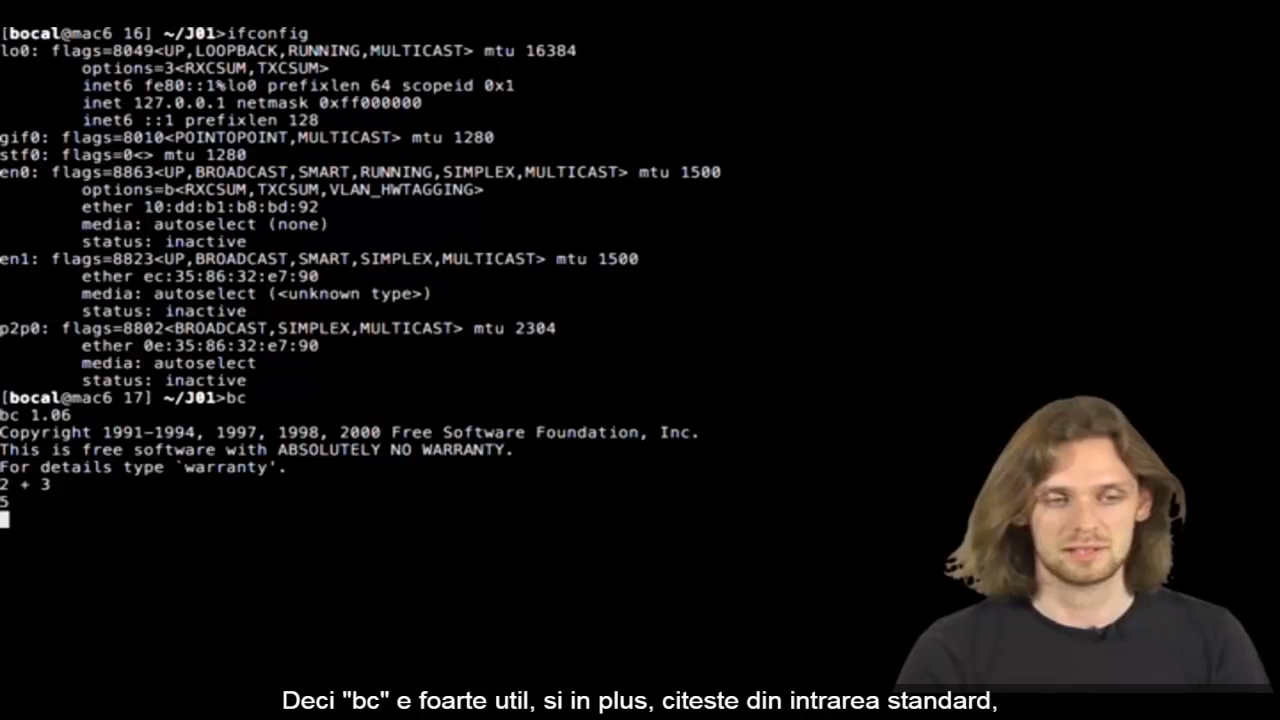 [bocal@mac6 16] ~/J01>ifconfig
lo0: flags=8049<UP,LOOPBACK,RUNNING,MULTICAST> mtu 16384
options=3<RXCSUM,TXCSUM>
inet6 fe80::1%lo0 prefixlen 64 scopeid 0x1
inet 127.0.0.1 netmask 0xff000000
inet6 ::1 prefixlen 128
gif0: flags=8010<POINTOPOINT,MULTICAST> mtu 1280
stf0: flags=0<> mtu 1280
en0: flags=8863<UP,BROADCAST,SMART,RUNNING,SIMPLEX,MULTICAST> mtu 1500
options=b<RXCSUM,TXCSUM,VLAN_HWTAGGING>
ether 10:dd:b1:b8:bd:92
media: autoselect (none)
status: inactive
en1: flags=8823<UP,BROADCAST,SMART,SIMPLEX,MULTICAST> mtu 1500
ether ec:35:86:32:e7:90
media: autoselect (<unknown type>)
status: inactive
p2p0: flags=8802<BROADCAST,SIMPLEX,MULTICAST> mtu 2304
ether 0e:35:86:32:e7:90
media: autoselect
status: inactive
[bocal@mac6 17] ~/J01>bc
bc 1.06
Copyright 1991-1994, 1997, 1998, 2000 Free Software Foundation, Inc.
This is free software with ABSOLUTELY NO WARRANTY.
For details type `warranty'.
2 + 3
5
Deci "bc" e foarte util, si in plus, citeste din intrarea standard,